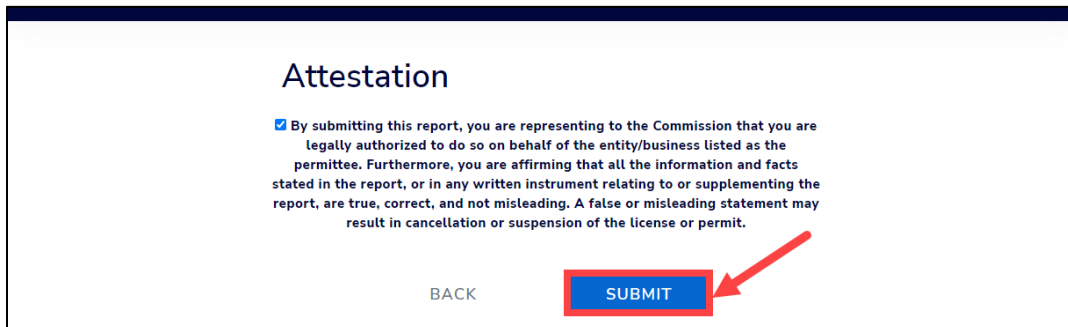 Attestation
By submitting this report, you are representing to the Commission that you are
legally authorized to do so on behalf of the entity/business listed as the
permittee. Furthermore, you are affirming that all the information and facts
stated in the report, or in any written instrument relating to or supplementing the
report, are true, correct, and not misleading. A false or misleading statement may
result in cancellation or suspension of the license or permit.
BACK SUBMIT